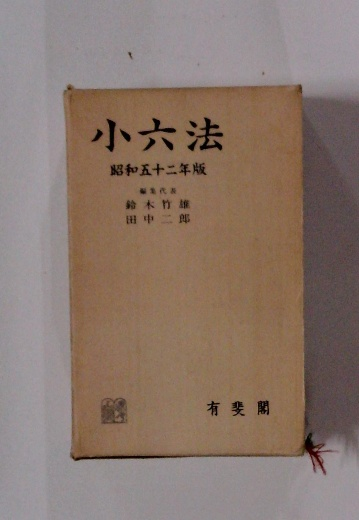 小六法
昭和五十二年版
編集代表
鈴木竹雄
田中二郎
有斐閣